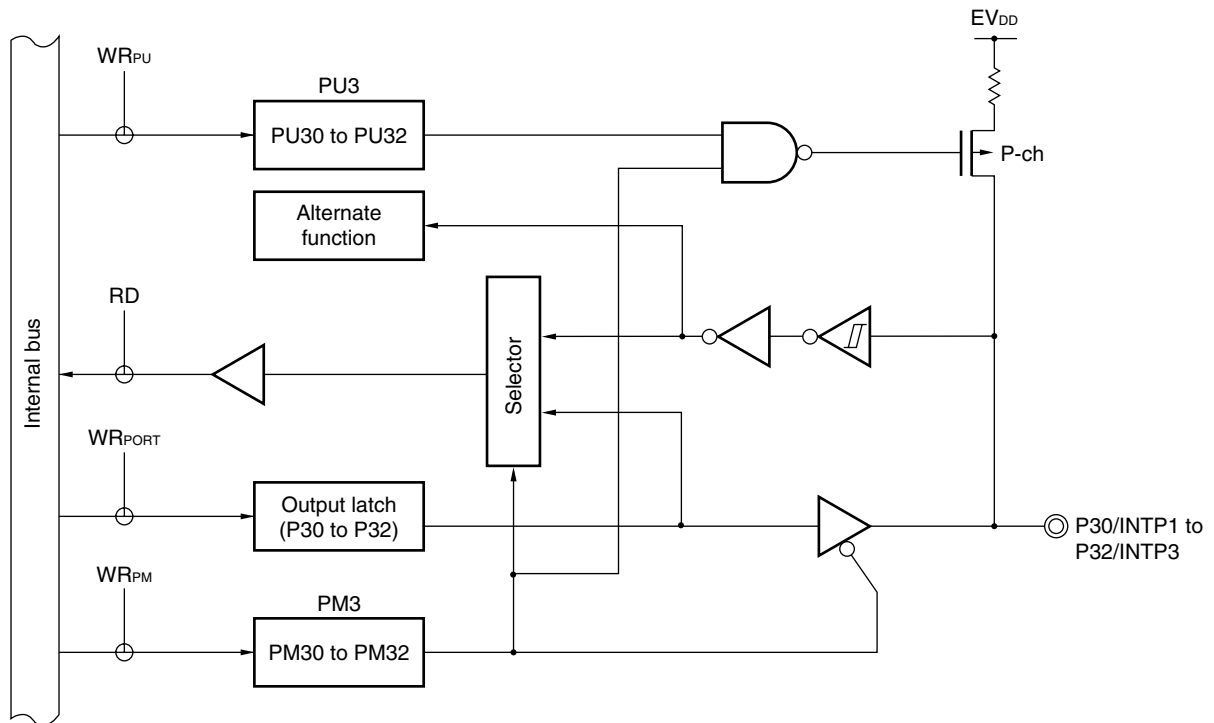 EVDD
WRPU
PU3
PU30 to PU32
P-ch
Alternate
function
RD
Internal bus
Selector
WRPORT
Output latch
(P30 to P32)
P30/INTP1 to
P32/INTP3
WRPM
PM3
PM30 to PM32